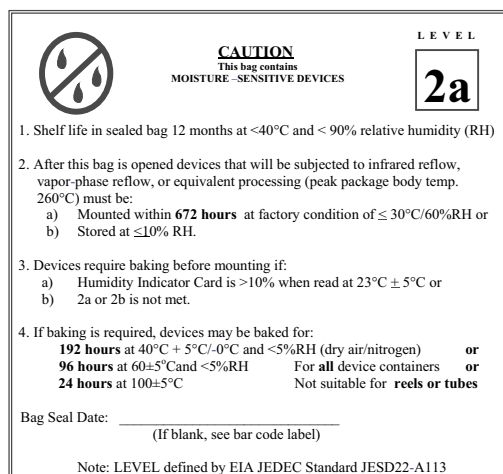 LEVEL
CAUTION
This bag contains
MOISTURE –SENSITIVE DEVICES
2a
1. Shelf life in sealed bag 12 months at <40°C and < 90% relative humidity (RH)
2. After this bag is opened devices that will be subjected to infrared reflow,
vapor-phase reflow, or equivalent processing (peak package body temp.
260°C) must be:
a) Mounted within 672 hours at factory condition of ≤ 30°C/60%RH or
b) Stored at ≤10% RH.
3. Devices require baking before mounting if:
a) Humidity Indicator Card is >10% when read at 23°C ± 5°C or
b) 2a or 2b is not met.
4. If baking is required, devices may be baked for:
192 hours at 40°C + 5°C/-0°C and <5%RH (dry air/nitrogen) or
96 hours at 60±5°Cand <5%RH For all device containers or
24 hours at 100±5°C Not suitable for reels or tubes
Bag Seal Date: ______________________________
(If blank, see bar code label)
Note: LEVEL defined by EIA JEDEC Standard JESD22-A113